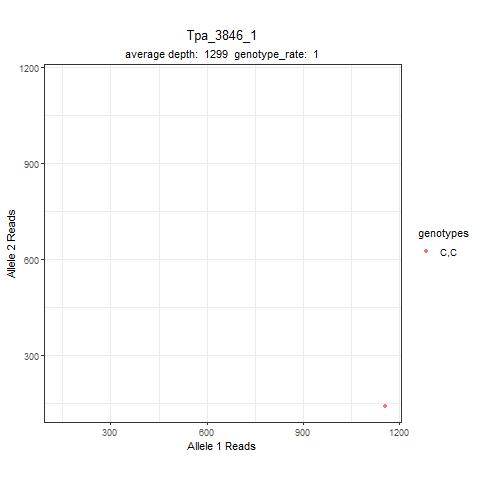 Tpa_3846_1
average depth:  1299  genotype_rate:  1
1200
900
600
300
Allele 2 Reads
300
600
900
1200
Allele 1 Reads
genotypes
C,C